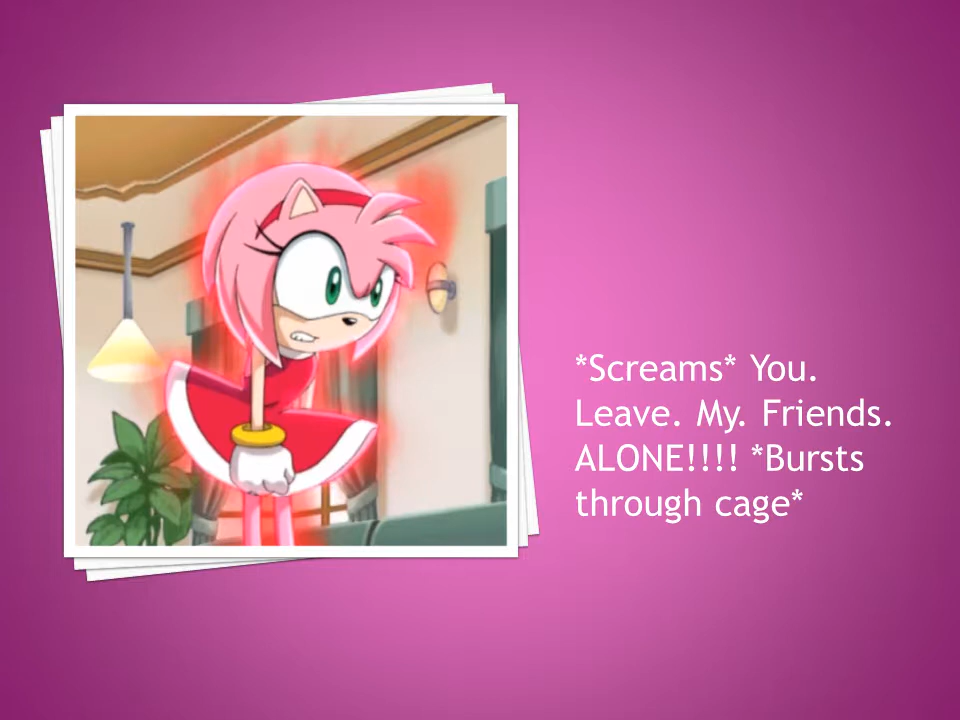 *Screams* You.
Leave. My. Friends.
ALONE!!!! *Bursts
through cage*